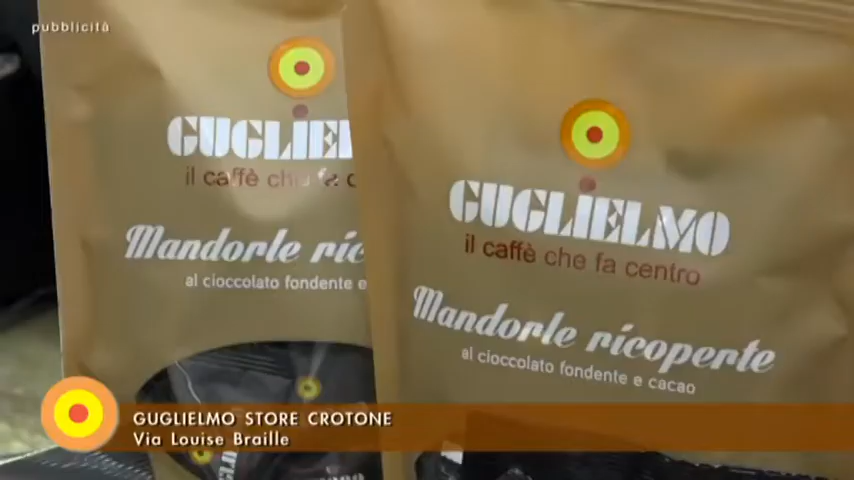 pubblicità
GUGLIELMO
il caffè che fa c
Mandorle ric
al cioccolato fondente e
GUGLIELMO
il caffè che fa centro
Mandorle ricoperte
al cioccolato fondente e cacao
GUGLIELMO STORE CROTONE
Via Louise Braille